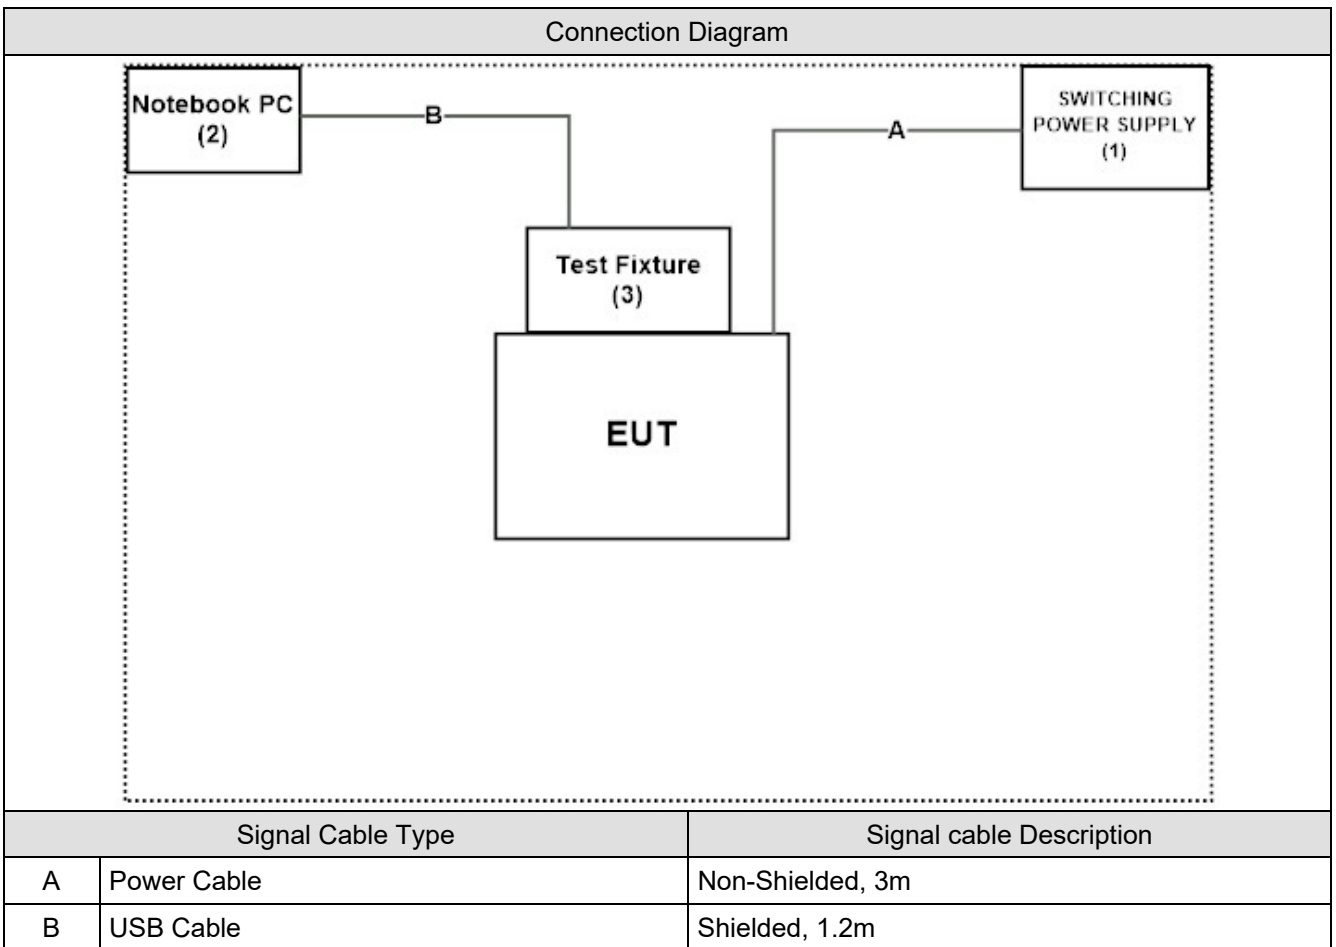 Connection Diagram
Notebook PC
(2)
B
A
SWITCHING
POWER SUPPLY
(1)
Test Fixture
(3)
EUT
Signal Cable Type
Signal cable Description
A
Power Cable
Non-Shielded, 3m
B
USB Cable
Shielded, 1.2m